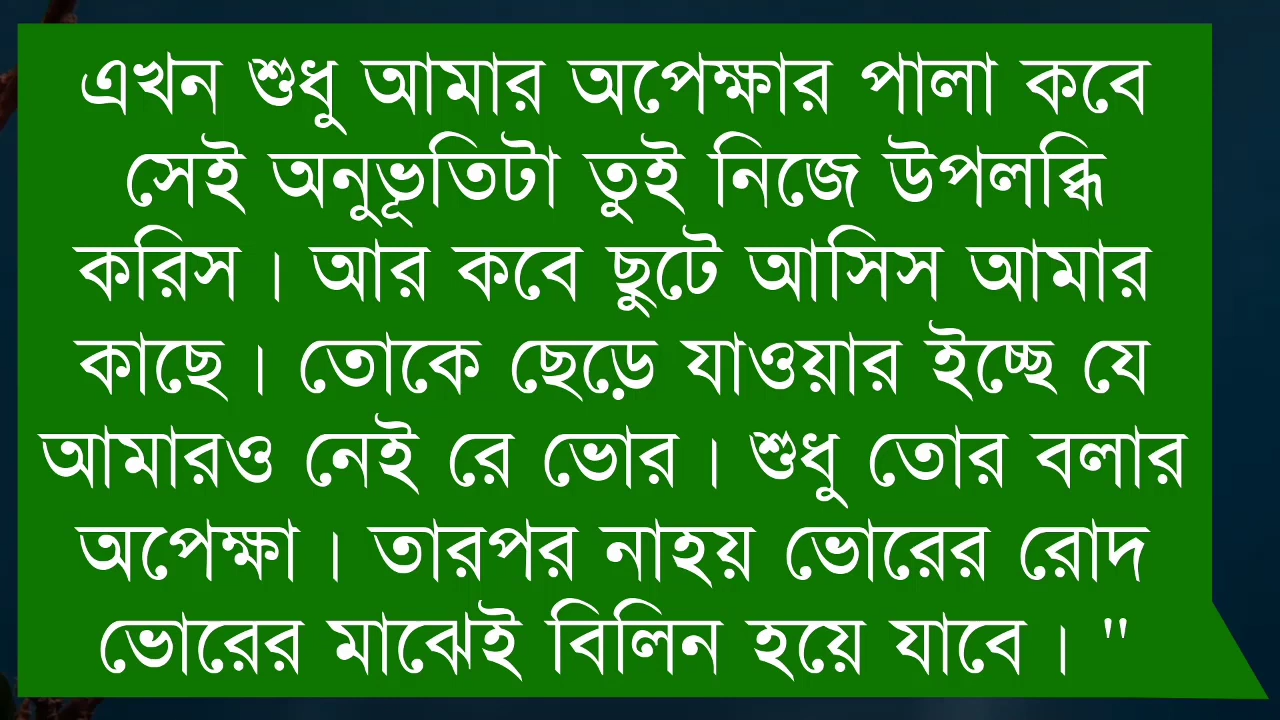 এখন শুধু আমার অপেক্ষার পালা কবে
সেই অনুভূতিটা তুই নিজে উপলব্ধি
করিস । আর কবে ছুটে আসিস আমার
কাছে । তোকে ছেড়ে যাওয়ার ইচ্ছে যে
আমারও নেই রে ভোর । শুধু তোর বলার
অপেক্ষা । তারপর নাহয় ভোরের রোদ
ভোরের মাঝেই বিলিন হয়ে যাবে । "